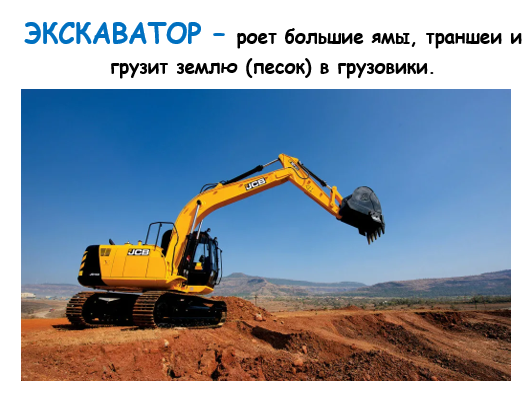 ЭКСКАВАТОР – роет большие ямы, траншеи и
грузит землю (песок) в грузовики.
JCB
JCB